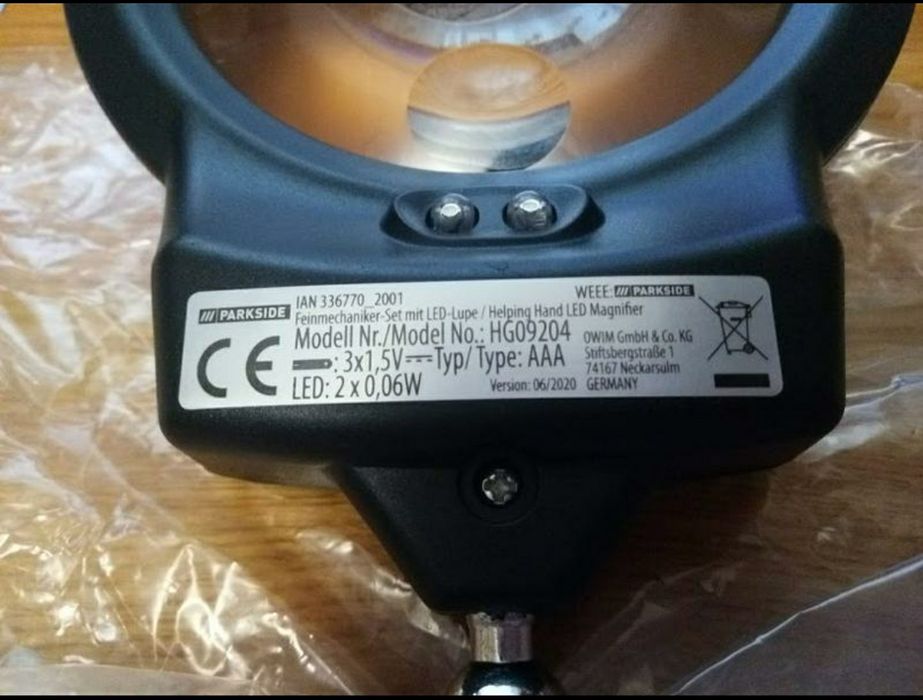 /// PARKSIDE
IAN 336770_2001
WEEE: /// PARKSIDE
Feinmechaniker-Set mit LED-Lupe / Helping Hand LED Magnifier
Modell Nr./Model No.: HG09204
: 3x1,5V Typ/ Type: AAA
LED: 2 x 0,06W
Version: 06/2020
OWIM GmbH & Co. KG
Stiftsbergstraße 1
74167 Neckarsulm
GERMANY
CE